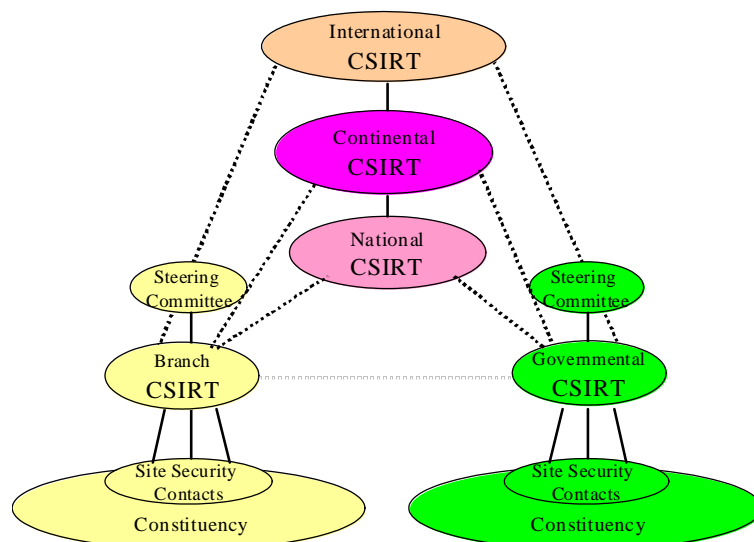 International
CSIRT
Continental
CSIRT
National
CSIRT
Steering
Committee
Steering
Committee
Branch
CSIRT
Governmental
CSIRT
Site Security
Contacts
Constituency
Site Security
Contacts
Constituency